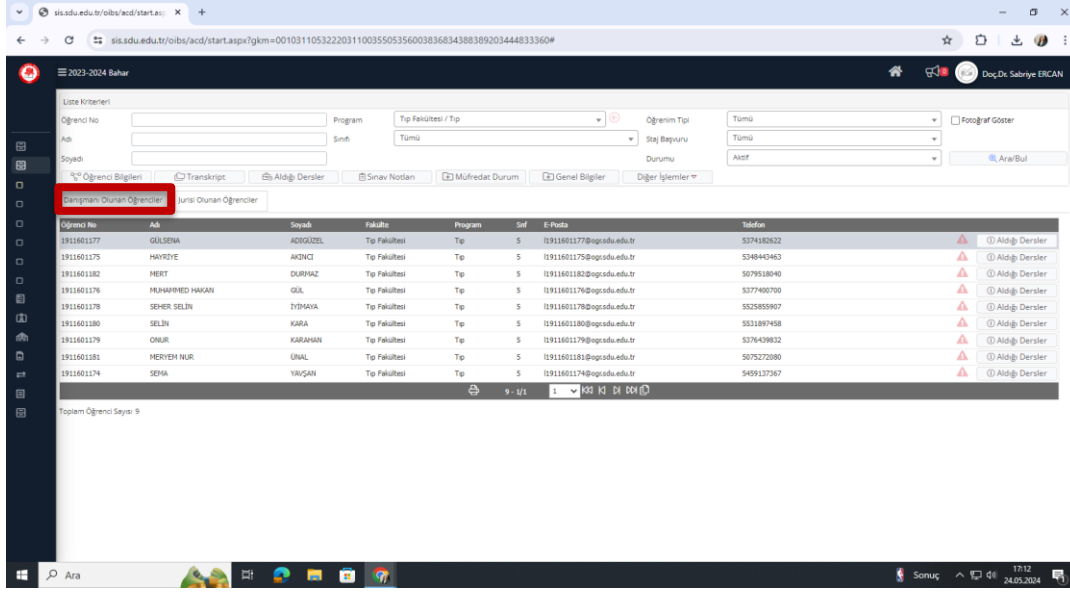 sis.sdu.edu.tr/oibs/acd/start.asp
sis.sdu.edu.tr/oibs/acd/start.aspx?gkm=00103110532220311003550535600383683438838920344483336​0#
2023-2024 Bahar Doç.Dr. Sabriye ERCAN
Liste Kriterleri
Öğrenci No Program Tıp Fakültesi / Tıp Öğrenim Tipi Tümü Fotoğraf Göster
Adı Sınıfı Tümü Staj Başvuru Tümü
Soyadı Durumu Aktif Ara/Bul
Öğrenci Bilgileri Transkript Aldığı Dersler Sınav Notları Müfredat Durum Genel Bilgiler Diğer İşlemler
Danışmanı Olunan Öğrenciler Jurisi Olunan Öğrenciler
Öğrenci No Adı Soyadı Fakülte Program Snf E-Posta Telefon
1911601177 GÜLSENA ADIGÜZEL Tıp Fakültesi Tıp 5 l1911601177@ogr.sdu.edu.tr 5374182622 Aldığı Dersler
1911601175 HAYRİYE AKINCI Tıp Fakültesi Tıp 5 l1911601175@ogr.sdu.edu.tr 5348443463 Aldığı Dersler
1911601182 MERT DURMAZ Tıp Fakültesi Tıp 5 l1911601182@ogr.sdu.edu.tr 5079518040 Aldığı Dersler
1911601176 MUHAMMED HAKAN GÜL Tıp Fakültesi Tıp 5 l1911601176@ogr.sdu.edu.tr 5377400700 Aldığı Dersler
1911601178 SEHER SELİN İYİMAYA Tıp Fakültesi Tıp 5 l1911601178@ogr.sdu.edu.tr 5525855907 Aldığı Dersler
1911601180 SELİN KARA Tıp Fakültesi Tıp 5 l1911601180@ogr.sdu.edu.tr 5531897458 Aldığı Dersler
1911601179 ONUR KARAHAN Tıp Fakültesi Tıp 5 l1911601179@ogr.sdu.edu.tr 5376439832 Aldığı Dersler
1911601181 MERYEM NUR ÜNAL Tıp Fakültesi Tıp 5 l1911601181@ogr.sdu.edu.tr 5075272080 Aldığı Dersler
1911601174 SEMA YAVŞAN Tıp Fakültesi Tıp 5 l1911601174@ogr.sdu.edu.tr 5459137367 Aldığı Dersler
9 - 1/1 1
Toplam Öğrenci Sayısı 9
Ara Sonuç 17:12
24.05.2024